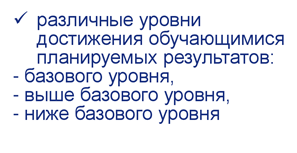 ✓ различные уровни
достижения обучающимися
планируемых результатов:
- базового уровня,
- выше базового уровня,
- ниже базового уровня